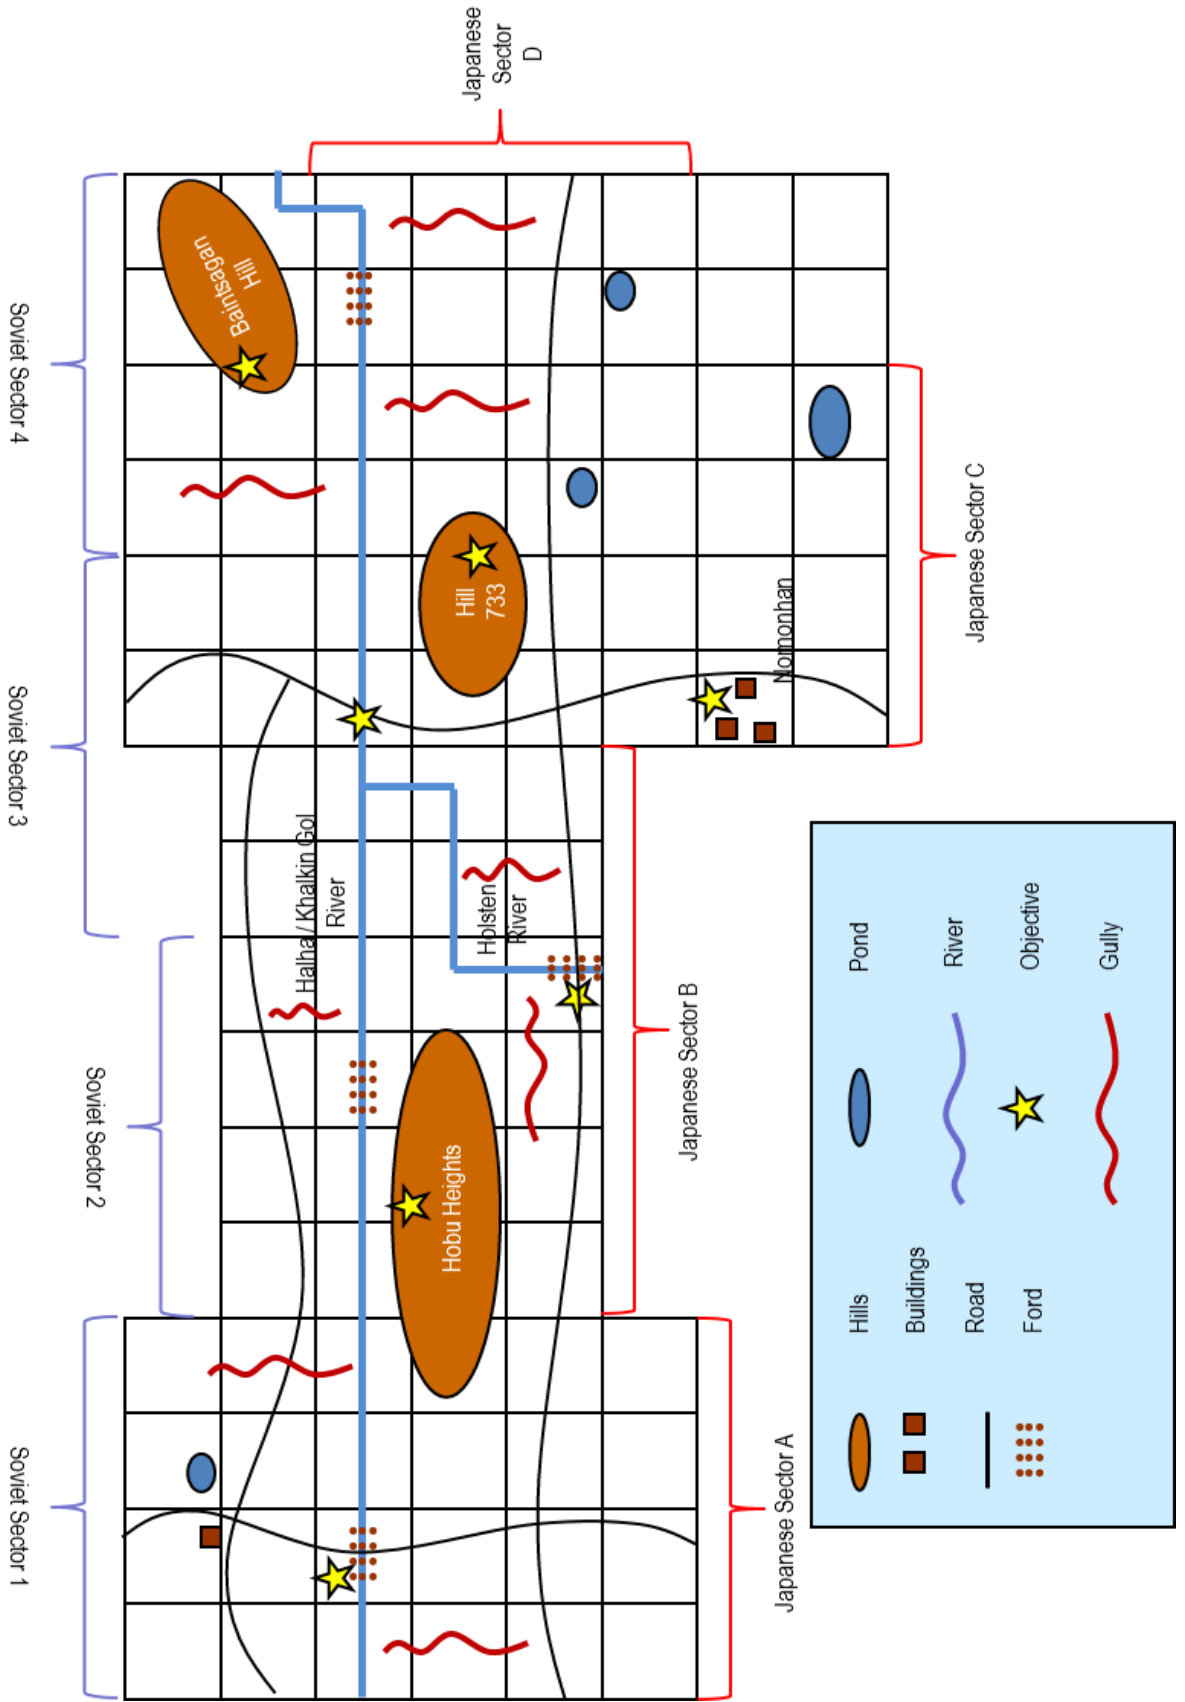 Japanese
Sector
D
Soviet Sector 4
Baintsagan
Hill
Japanese Sector C
Hill
733
Nomonhan
Soviet Sector 3
Halha / Khalkin Gol
River
Holsten
River
Japanese Sector B
Soviet Sector 2
Hobu Heights
Soviet Sector 1
Japanese Sector A
Pond
River
Objective
Gully
Hills
Buildings
Road
Ford